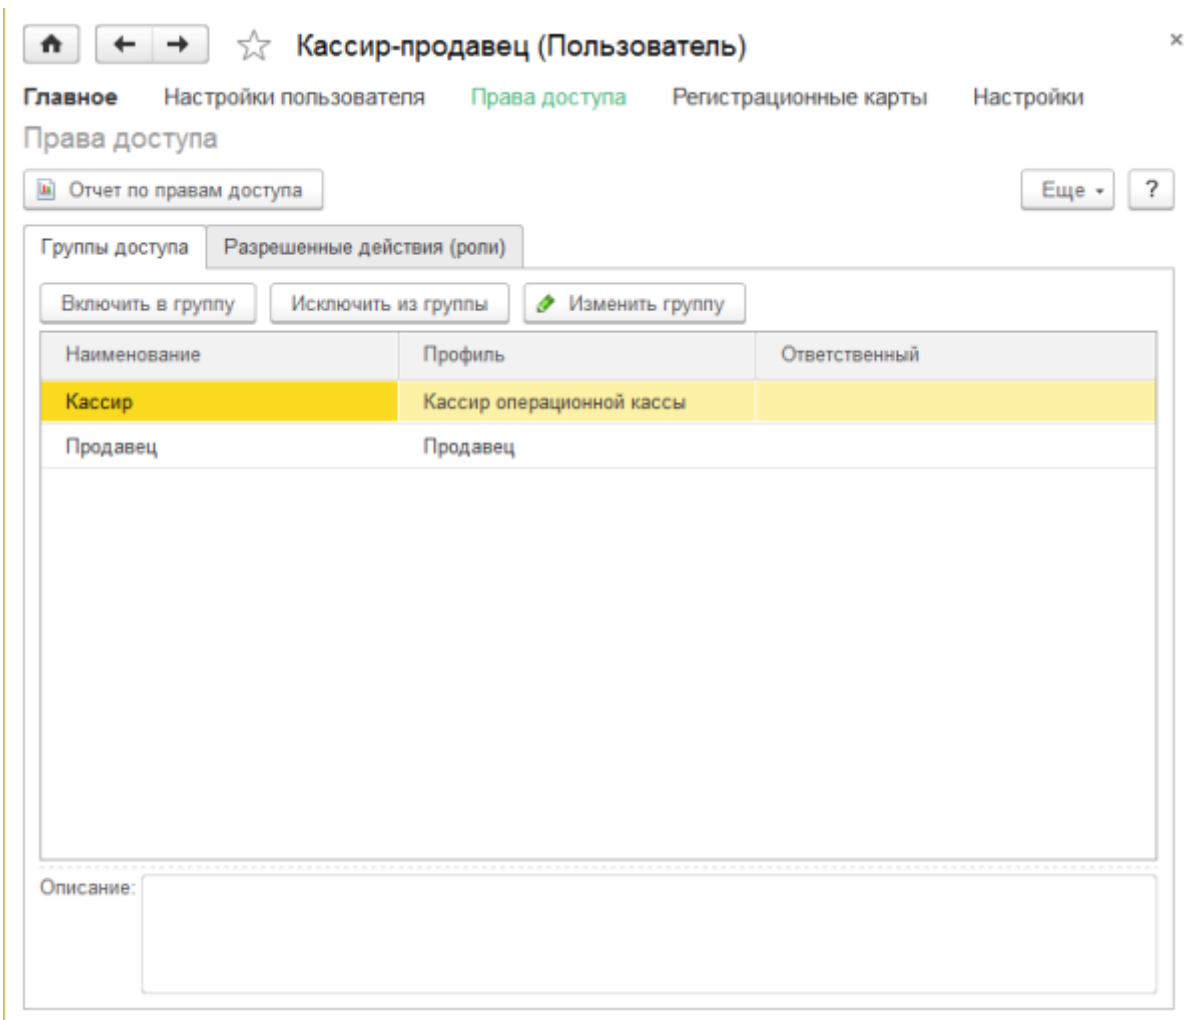 Кассир-продавец (Пользователь)
Главное Настройки пользователя Права доступа Регистрационные карты Настройки
Права доступа
Отчет по правам доступа Еще ?
Группы доступа Разрешенные действия (роли)
Включить в группу Исключить из группы Изменить группу
Наименование Профиль Ответственный
Кассир Кассир операционной кассы
Продавец Продавец
Описание: